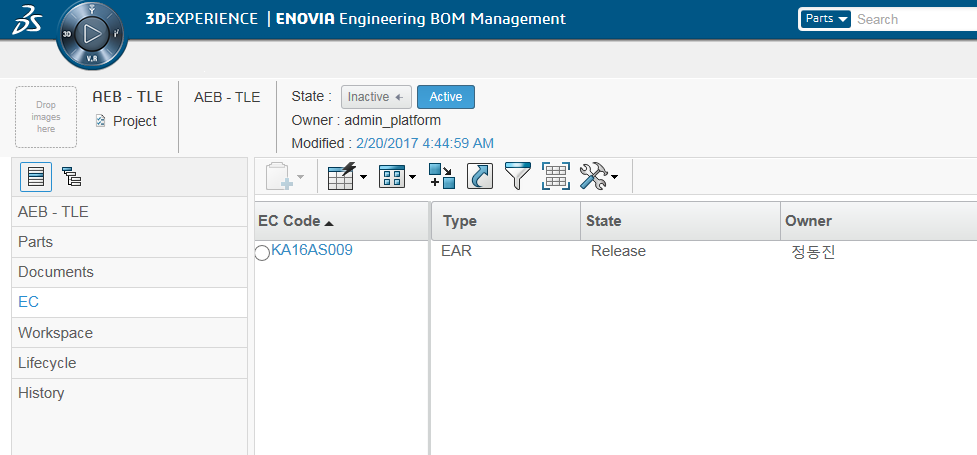 3DEXPERIENCE | ENOVIA Engineering BOM Management
Parts Search
3D V.R
Drop images here
AEB - TLE
Project
AEB - TLE
State : Inactive Active
Owner : admin_platform
Modified : 2/20/2017 4:44:59 AM
AEB - TLE
Parts
Documents
EC
Workspace
Lifecycle
History
EC Code Type State Owner
KA16AS009 EAR Release 정동진